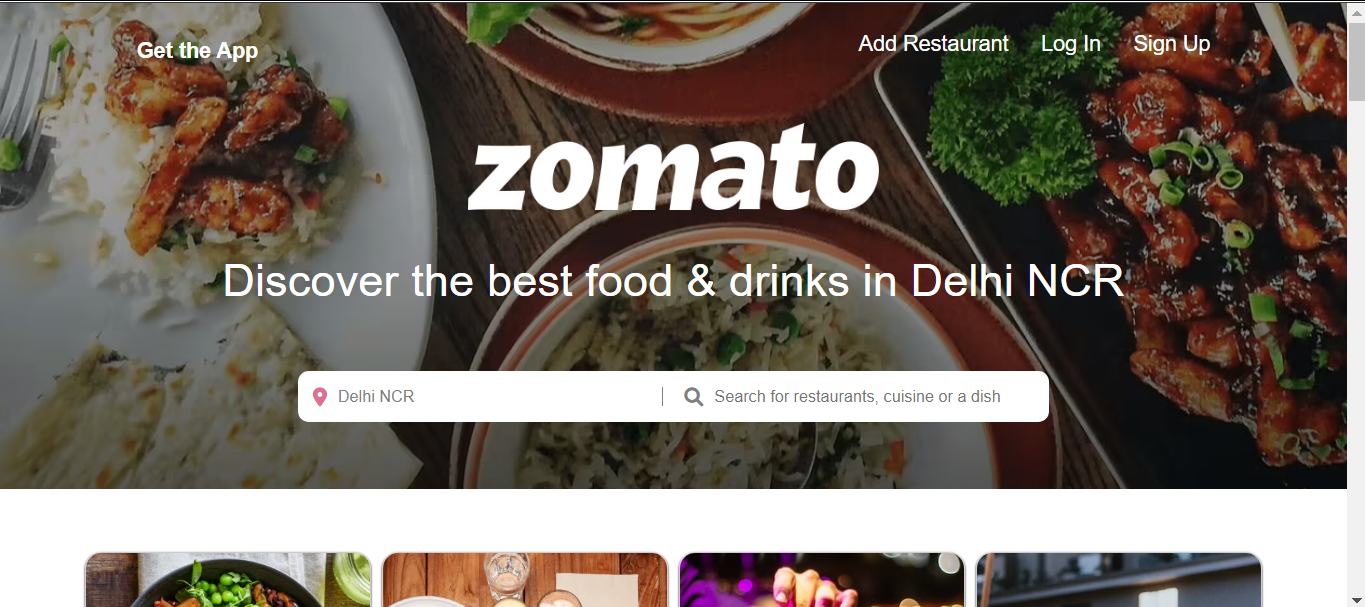 Get the App
Add Restaurant Log In Sign Up
zomato
Discover the best food & drinks in Delhi NCR
Delhi NCR | Search for restaurants, cuisine or a dish